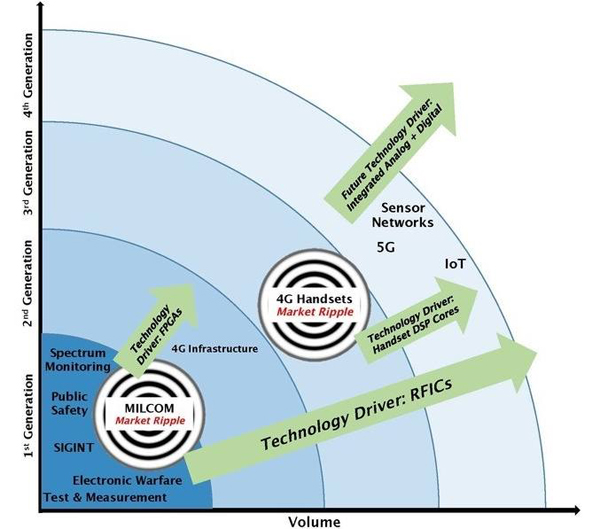 4th Generation
3rd Generation
2nd Generation
1st Generation
Future Technology Driver:
Integrated Analog + Digital
Sensor
Networks
5G
IoT
4G Handsets
Market Ripple
Technology Driver:
Handset DSP Cores
Technology
Driver: FPGAs
4G Infrastructure
Technology Driver: RFICs
Spectrum
Monitoring
Public
Safety
MILCOM
Market Ripple
SIGINT
Electronic Warfare
Test & Measurement
Volume